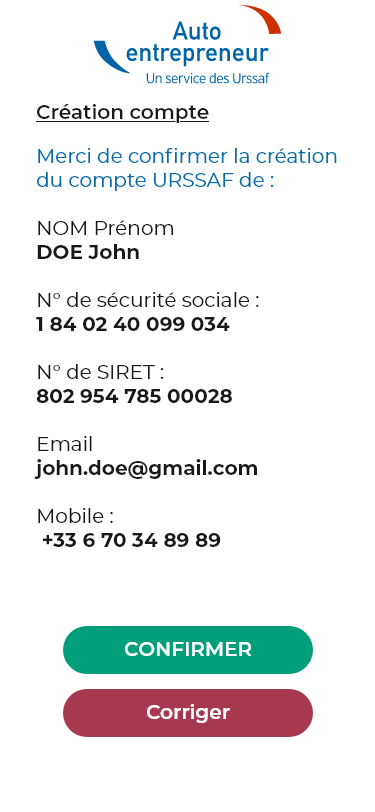 Auto
entrepreneur
Un service des Urssaf
Création compte
Merci de confirmer la création
du compte URSSAF de :
NOM Prénom
DOE John
N° de sécurité sociale :
1 84 02 40 099 034
N° de SIRET :
802 954 785 00028
Email
john.doe@gmail.com
Mobile :
+33 6 70 34 89 89
CONFIRMER
Corriger